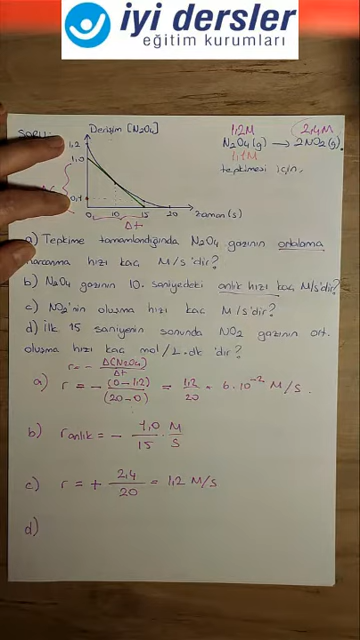 iyi dersler
eğitim kurumları
SORU:
Derişim [N₂O₄]
1,2
1,0
0,1
0 10 15 20 zaman(s)
Δt
1,2M 2,4M
N₂O₄(g) → 2NO₂(g).
1,1M
tepkimesi için.
a) Tepkime tamamlandığında N₂O₄ gazının ortalama
harcanma hızı kaç M/s'dir?
b) N₂O₄ gazının 10. saniyedeki anlık hızı kaç M/s'dir?
c) NO₂'nin oluşma hızı kaç M/s'dir?
d) İlk 15 saniyenin sonunda NO₂ gazının ort.
oluşma hızı kaç mol/L.dk 'dir?
r = - Δ[N₂O₄] / Δt
a) r = - (0-1,2) / (20-0) = 1,2 / 20 = 6.10⁻² M/s.
b) r anlık = - 1,0 / 15 . M / s
c) r = + 2,4 / 20 = 1,2 M/s
d)